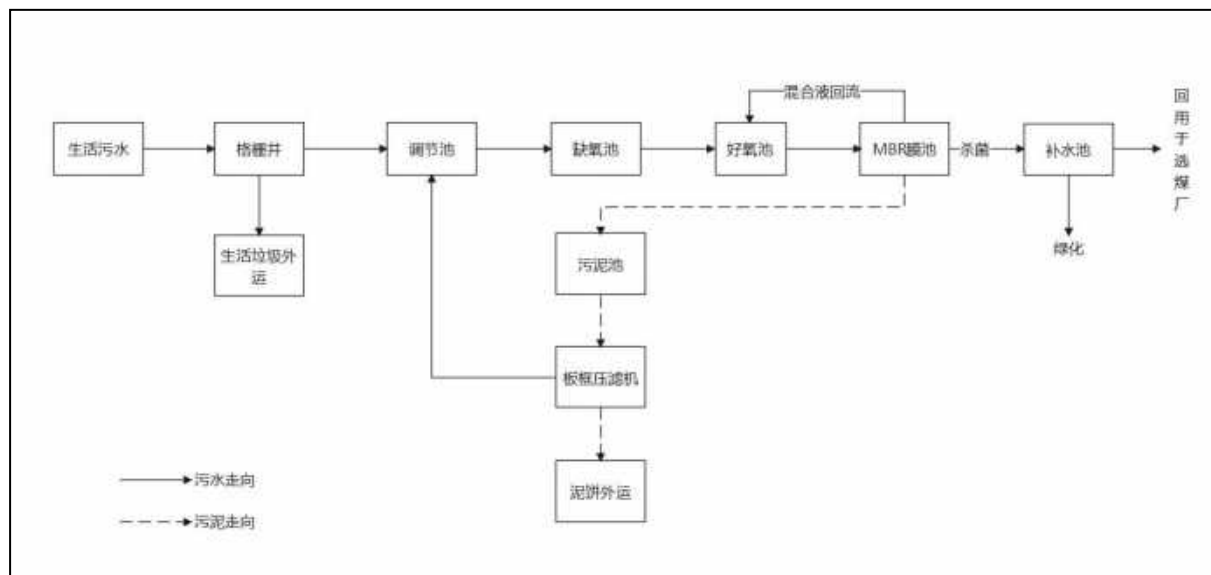 混合液回流
生活污水
格栅井
调节池
缺氧池
好氧池
MBR膜池
杀菌
补水池
回用于选煤厂
生活垃圾外
运
污泥池
绿化
板框压滤机
泥饼外运
污水走向
污泥走向